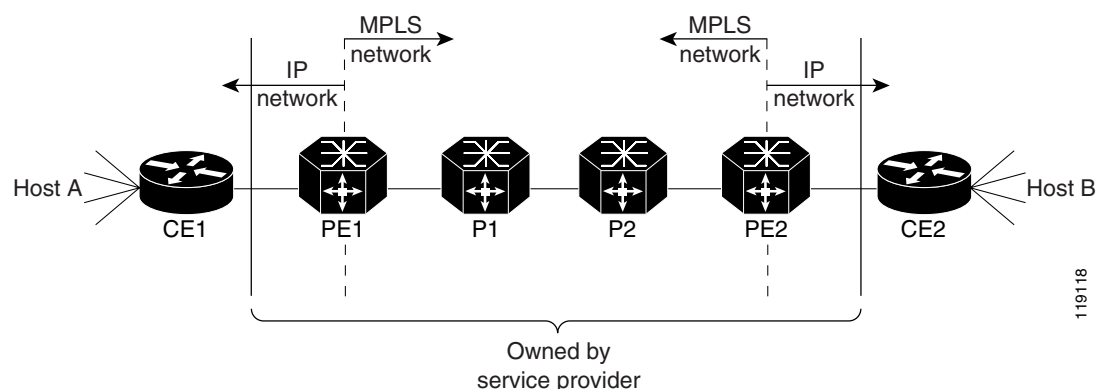 MPLS
network
MPLS
network
IP
network
IP
network
Host A
Host B
CE1
PE1
P1
P2
PE2
CE2
119118
Owned by
service provider